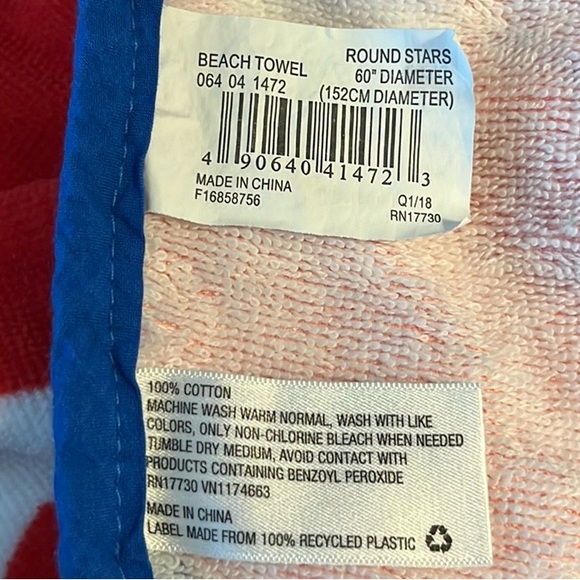 BEACH TOWEL ROUND STARS
064 04 1472 60" DIAMETER
(152CM DIAMETER)
4 90640 41472 3
MADE IN CHINA Q1/18
F16858756 RN17730
100% COTTON
MACHINE WASH WARM NORMAL, WASH WITH LIKE
COLORS, ONLY NON-CHLORINE BLEACH WHEN NEEDED
TUMBLE DRY MEDIUM, AVOID CONTACT WITH
PRODUCTS CONTAINING BENZOYL PEROXIDE
RN17730 VN1174663
MADE IN CHINA
LABEL MADE FROM 100% RECYCLED PLASTIC